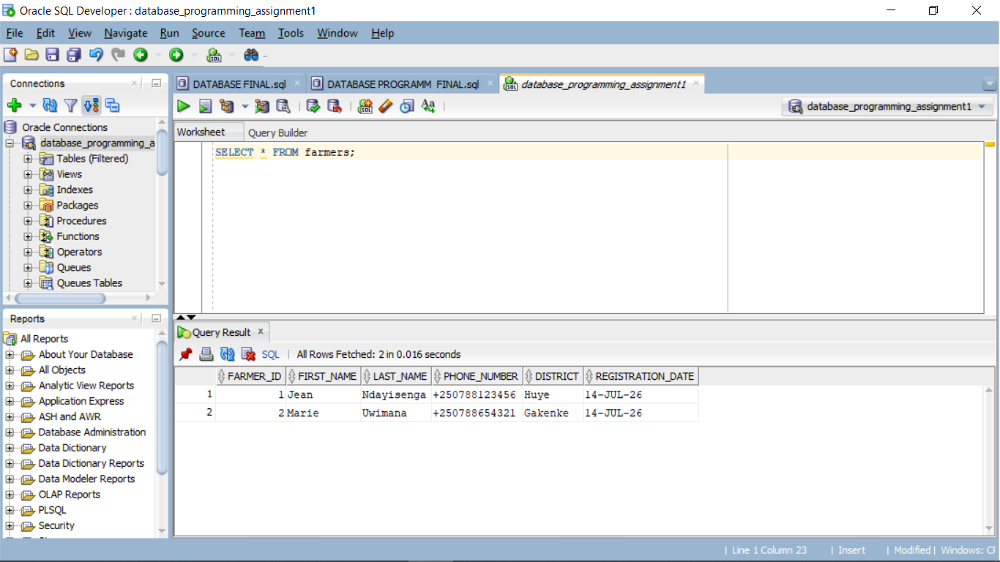 Oracle SQL Developer : database_programming_assignment1
File Edit View Navigate Run Source Team Tools Window Help
Connections
Oracle Connections
database_programming_a
Tables (Filtered)
Views
Indexes
Packages
Procedures
Functions
Operators
Queues
Queues Tables
Reports
All Reports
About Your Database
All Objects
Analytic View Reports
Application Express
ASH and AWR
Database Administration
Data Dictionary
Data Dictionary Reports
Data Modeler Reports
OLAP Reports
PLSQL
Security
DATABASE FINAL.sql DATABASE PROGRAMM FINAL.sql database_programming_assignment1
database_programming_assignment1
Worksheet Query Builder
SELECT * FROM farmers;
Query Result
SQL All Rows Fetched: 2 in 0.016 seconds
FARMER_ID FIRST_NAME LAST_NAME PHONE_NUMBER DISTRICT REGISTRATION_DATE
1 1 Jean Ndayisenga +250788123456 Huye 14-JUL-26
2 2 Marie Uwimana +250788654321 Gakenke 14-JUL-26
Line 1 Column 23 Insert Modified Windows: CF